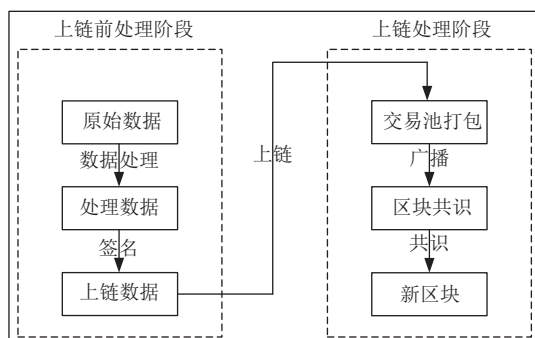 上链前处理阶段
原始数据
数据处理
处理数据
签名
上链数据
上链
上链处理阶段
交易池打包
广播
区块共识
共识
新区块